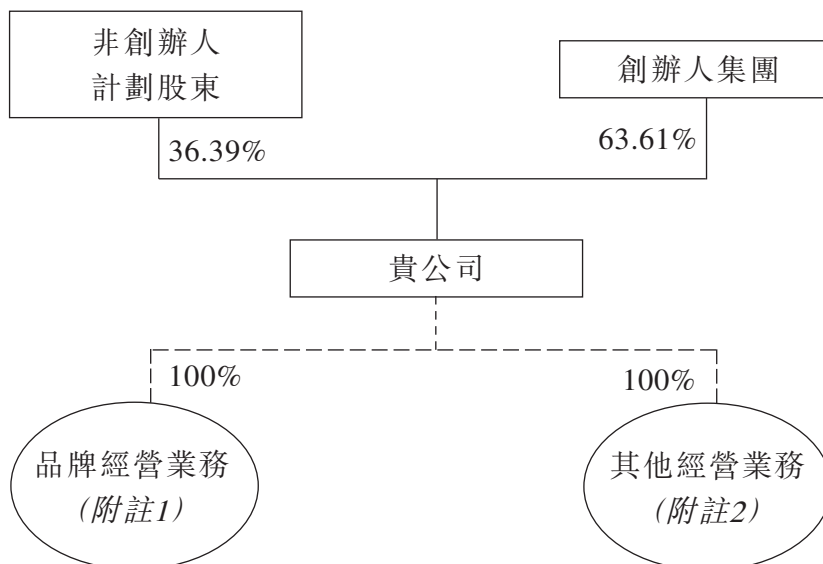 非創辦人
計劃股東
創辦人集團
36.39%
63.61%
貴公司
100%
100%
品牌經營業務
(附註1)
其他經營業務
(附註2)